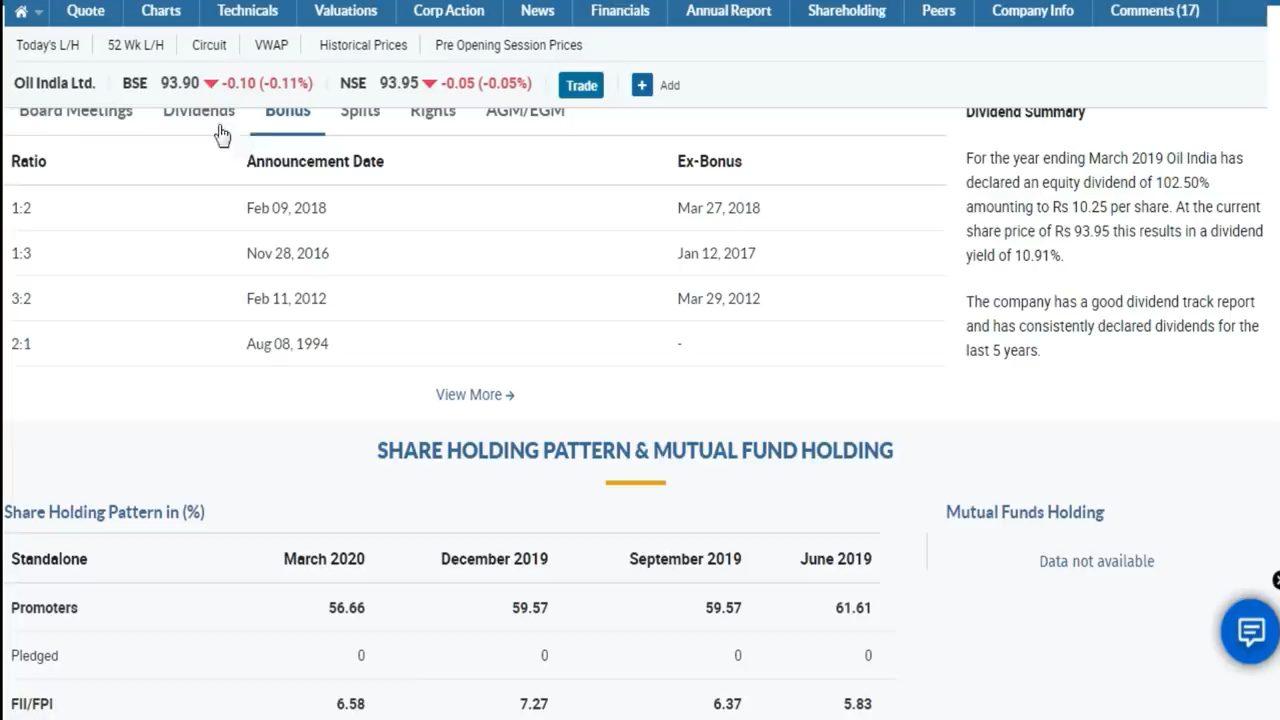 Quote Charts Technicals Valuations Corp Action News Financials Annual Report Shareholding Peers Company Info Comments (17)
Today's L/H 52 Wk L/H Circuit VWAP Historical Prices Pre Opening Session Prices
Oil India Ltd. BSE 93.90 -0.10 (-0.11%) NSE 93.95 -0.05 (-0.05%) Trade + Add
Board Meetings Dividends Bonus Splits Rights AGM/EGM
Ratio Announcement Date Ex-Bonus
1:2 Feb 09, 2018 Mar 27, 2018
1:3 Nov 28, 2016 Jan 12, 2017
3:2 Feb 11, 2012 Mar 29, 2012
2:1 Aug 08, 1994 -
View More
Dividend Summary
For the year ending March 2019 Oil India has
declared an equity dividend of 102.50%
amounting to Rs 10.25 per share. At the current
share price of Rs 93.95 this results in a dividend
yield of 10.91%.
The company has a good dividend track report
and has consistently declared dividends for the
last 5 years.
SHARE HOLDING PATTERN & MUTUAL FUND HOLDING
Share Holding Pattern in (%)
Standalone March 2020 December 2019 September 2019 June 2019
Promoters 56.66 59.57 59.57 61.61
Pledged 0 0 0 0
FII/FPI 6.58 7.27 6.37 5.83
Mutual Funds Holding
Data not available